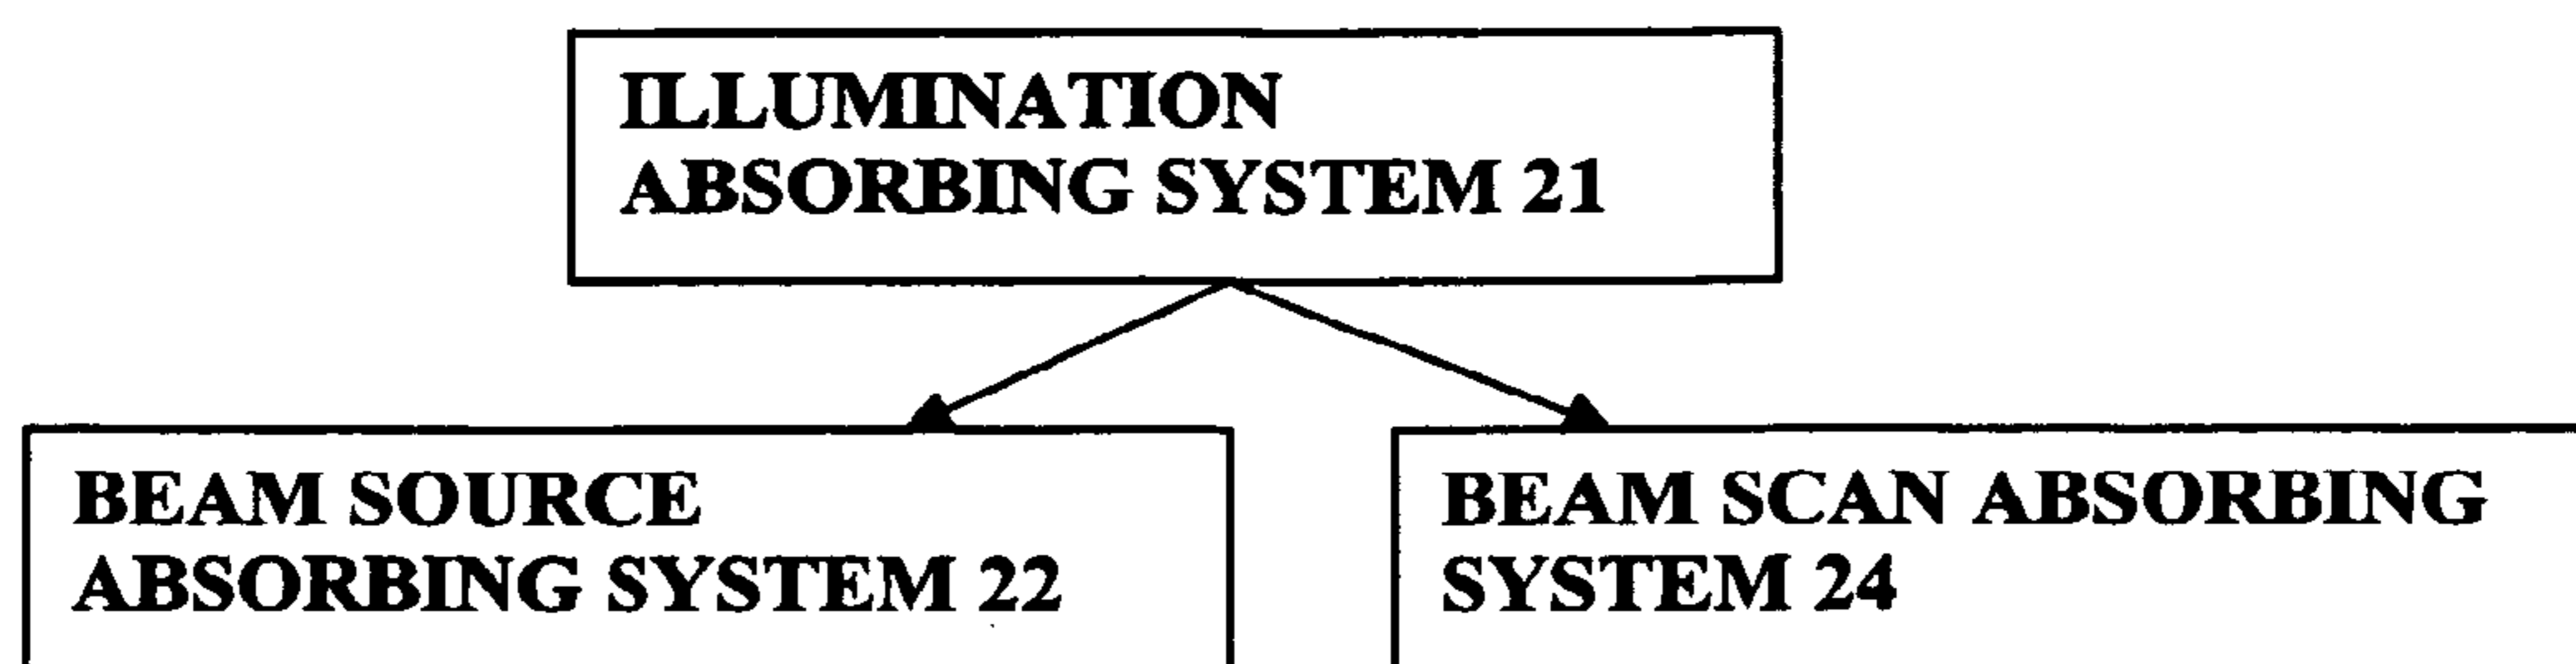 ILLUMINATION
ABSORBING SYSTEM 21
BEAM SOURCE
ABSORBING SYSTEM 22
BEAM SCAN ABSORBING
SYSTEM 24